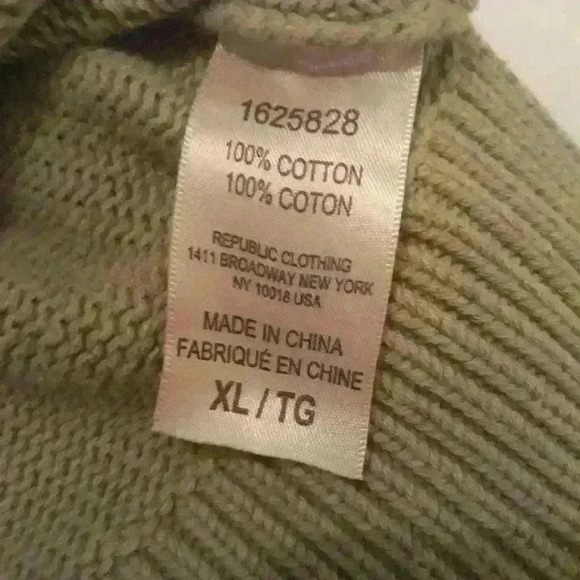 1625828
100% COTTON
100% COTON
REPUBLIC CLOTHING
1411 BROADWAY NEW YORK
NY 10018 USA
MADE IN CHINA
FABRIQUÉ EN CHINE
XL / TG